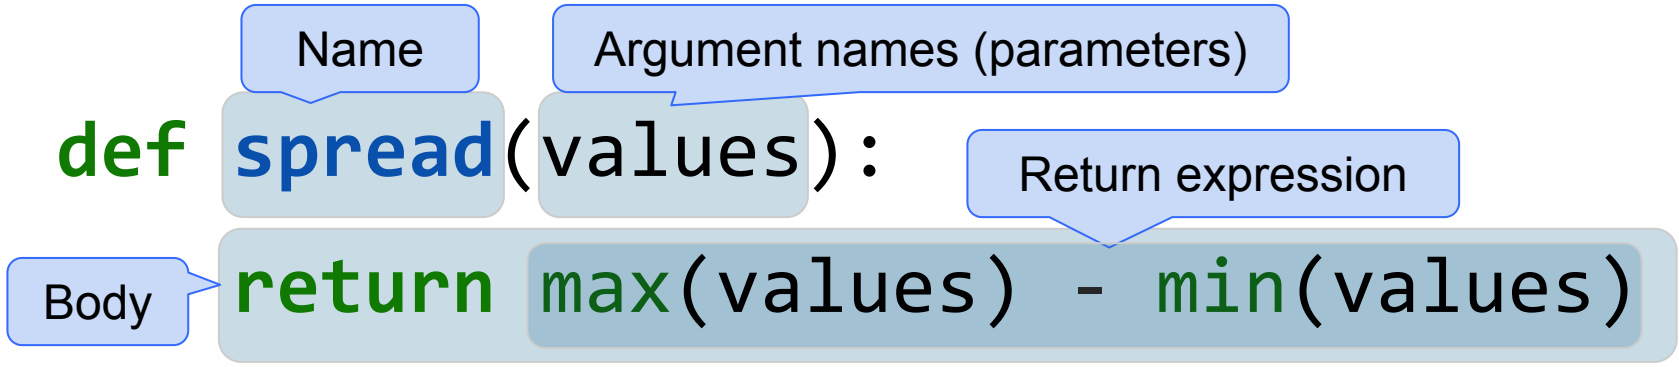 Name
Argument names (parameters)
def spread(values):
Return expression
Body
return max(values) - min(values)